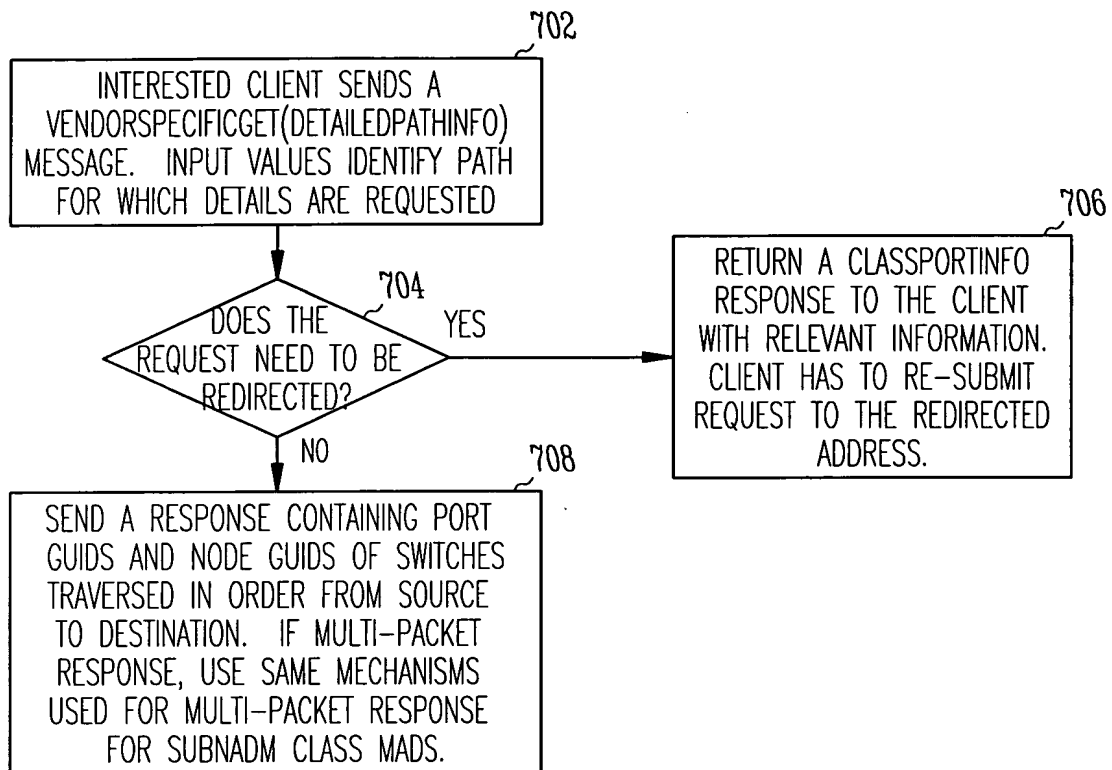 702
INTERESTED CLIENT SENDS A
VENDORSPECIFICGET(DETAILEDPATHINFO)
MESSAGE. INPUT VALUES IDENTIFY PATH
FOR WHICH DETAILS ARE REQUESTED
704
DOES THE
REQUEST NEED TO BE
REDIRECTED?
YES
NO
706
RETURN A CLASSPORTINFO
RESPONSE TO THE CLIENT
WITH RELEVANT INFORMATION.
CLIENT HAS TO RE-SUBMIT
REQUEST TO THE REDIRECTED
ADDRESS.
708
SEND A RESPONSE CONTAINING PORT
GUIDS AND NODE GUIDS OF SWITCHES
TRAVERSED IN ORDER FROM SOURCE
TO DESTINATION. IF MULTI-PACKET
RESPONSE, USE SAME MECHANISMS
USED FOR MULTI-PACKET RESPONSE
FOR SUBNADM CLASS MADS.